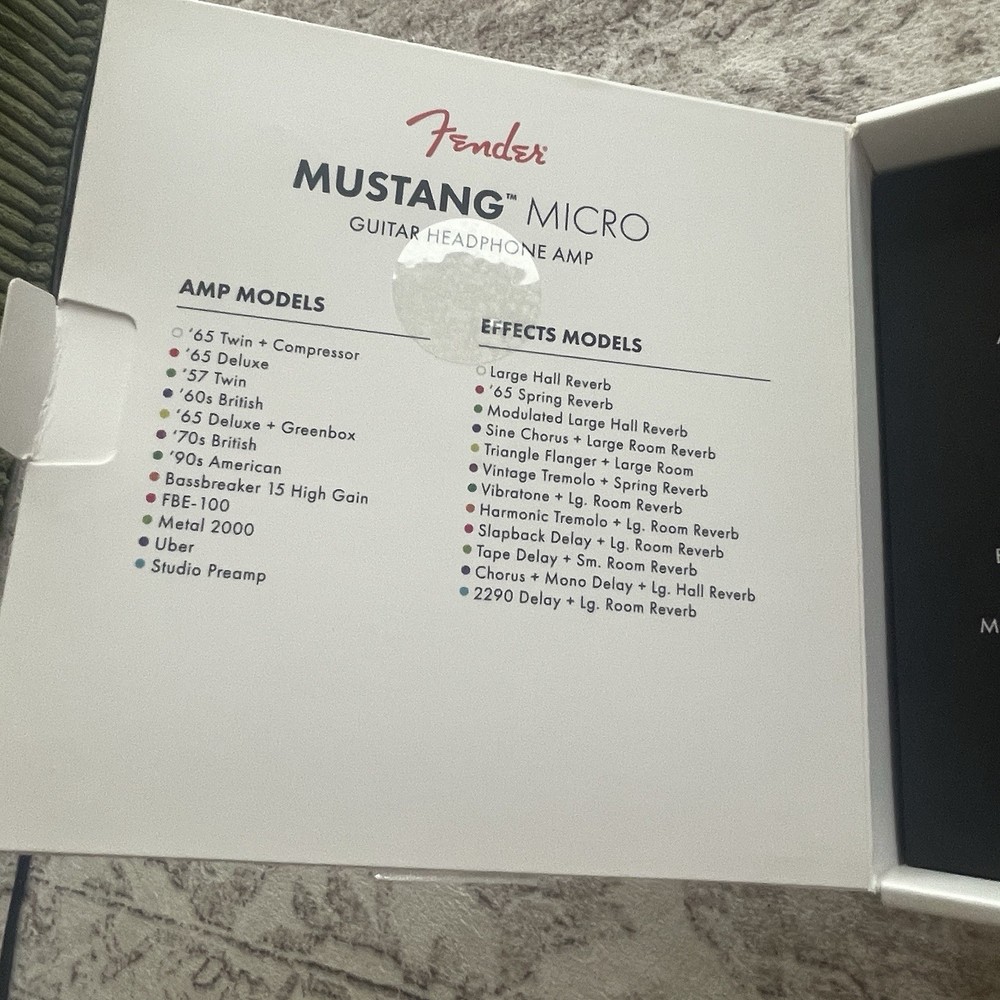 Fender
MUSTANG™ MICRO
GUITAR HEADPHONE AMP
AMP MODELS
'65 Twin + Compressor
'65 Deluxe
'57 Twin
'60s British
'65 Deluxe + Greenbox
'70s British
'90s American
Bassbreaker 15 High Gain
FBE-100
Metal 2000
Uber
Studio Preamp
EFFECTS MODELS
Large Hall Reverb
'65 Spring Reverb
Modulated Large Hall Reverb
Sine Chorus + Large Room Reverb
Triangle Flanger + Large Room
Vintage Tremolo + Spring Reverb
Vibratone + Lg. Room Reverb
Harmonic Tremolo + Lg. Room Reverb
Slapback Delay + Lg. Room Reverb
Tape Delay + Sm. Room Reverb
Chorus + Mono Delay + Lg. Hall Reverb
2290 Delay + Lg. Room Reverb